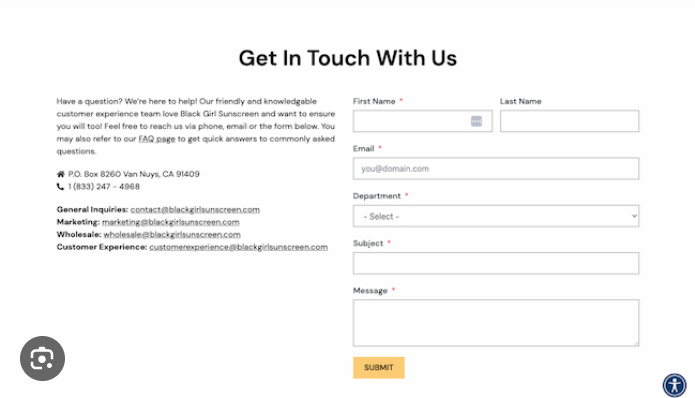 Get In Touch With Us
Have a question? We're here to help! Our friendly and knowledgable
customer experience team love Black Girl Sunscreen and want to ensure
you will too! Feel free to reach us via phone, email or the form below. You
may also refer to our FAQ page to get quick answers to commonly asked
questions.
P.O. Box 8260 Van Nuys, CA 91409
1 (833) 247 - 4968
General Inquiries: contact@blackgirlsunscreen.com
Marketing: marketing@blackgirlsunscreen.com
Wholesale: wholesale@blackgirlsunscreen.com
Customer Experience: customerexperience@blackgirlsunscreen.com
First Name *
Last Name
Email *
you@domain.com
Department *
- Select -
Subject *
Message *
SUBMIT